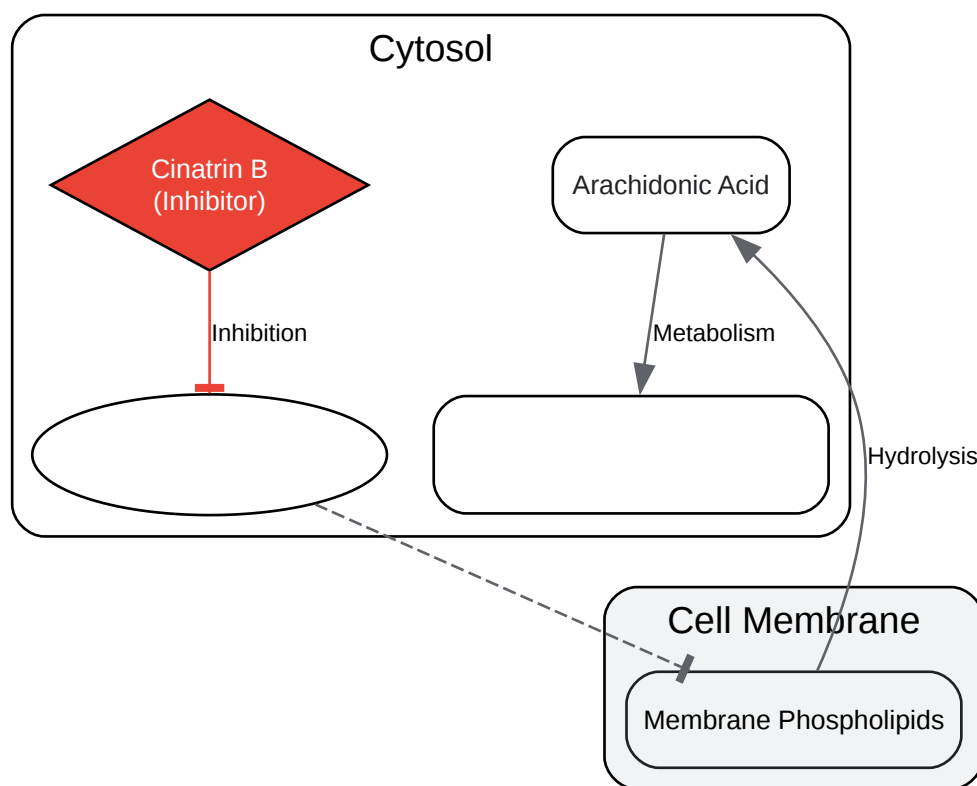 Cytosol
Cinatrin B
(Inhibitor)
Arachidonic Acid
Inhibition
Metabolism
Hydrolysis
Cell Membrane
Membrane Phospholipids